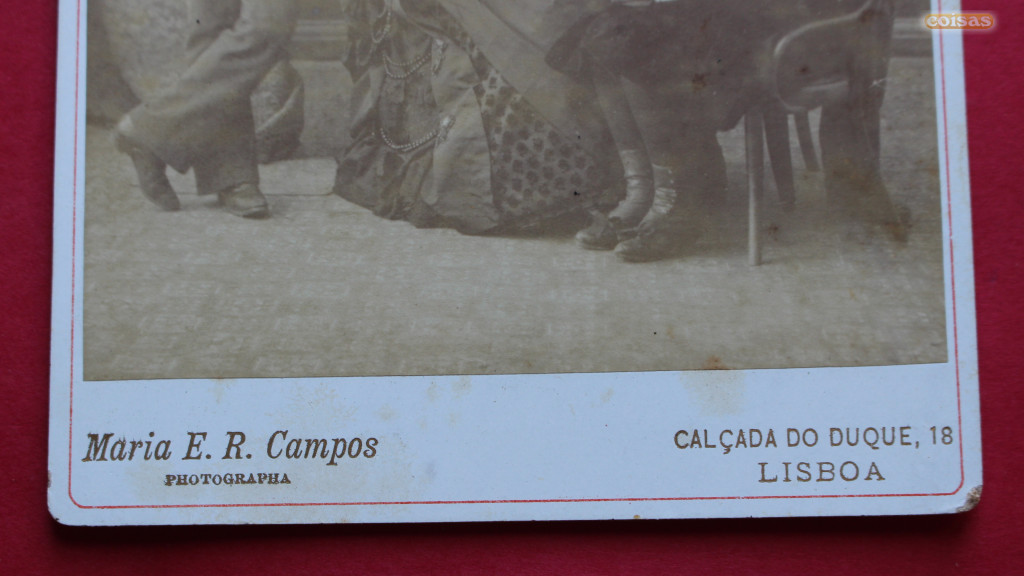 coisas
Maria E. R. Campos
PHOTOGRAPHA
CALÇADA DO DUQUE, 18
LISBOA